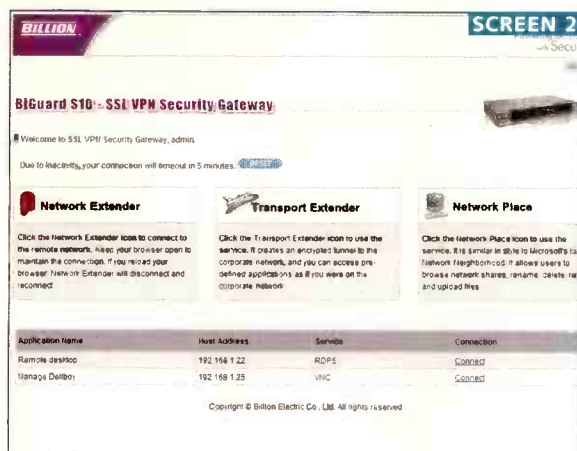 BILLION
SCREEN 2
with Secu
BiGuard S10 - SSL VPN Security Gateway
Welcome to SSL VPN Security Gateway, admin
Due to inactivity, your connection will timeout in 5 minutes.
Network Extender
Click the Network Extender icon to connect to
the remote network. Keep your browser open to
maintain the connection. If you reload your
browser Network Extender will disconnect and
reconnect
Transport Extender
Click the Transport Extender icon to use the
service. It creates an encrypted tunnel to the
corporate network, and you can access pre-
defined applications as if you were on the
corporate network
Network Place
Click the Network Place icon to use the
service. It is similar in style to Microsoft's
Network Neighborhood. It allows users to
browse network shares, rename, delete, re
and upload files
Application Name Host Address Service Connection
Remote desktop 192 168 1 22 RDP5 Connect
Manage Dellboy 192 168 1 25 VNC Connect
Copyright © Billion Electric Co., Ltd. All rights reserved